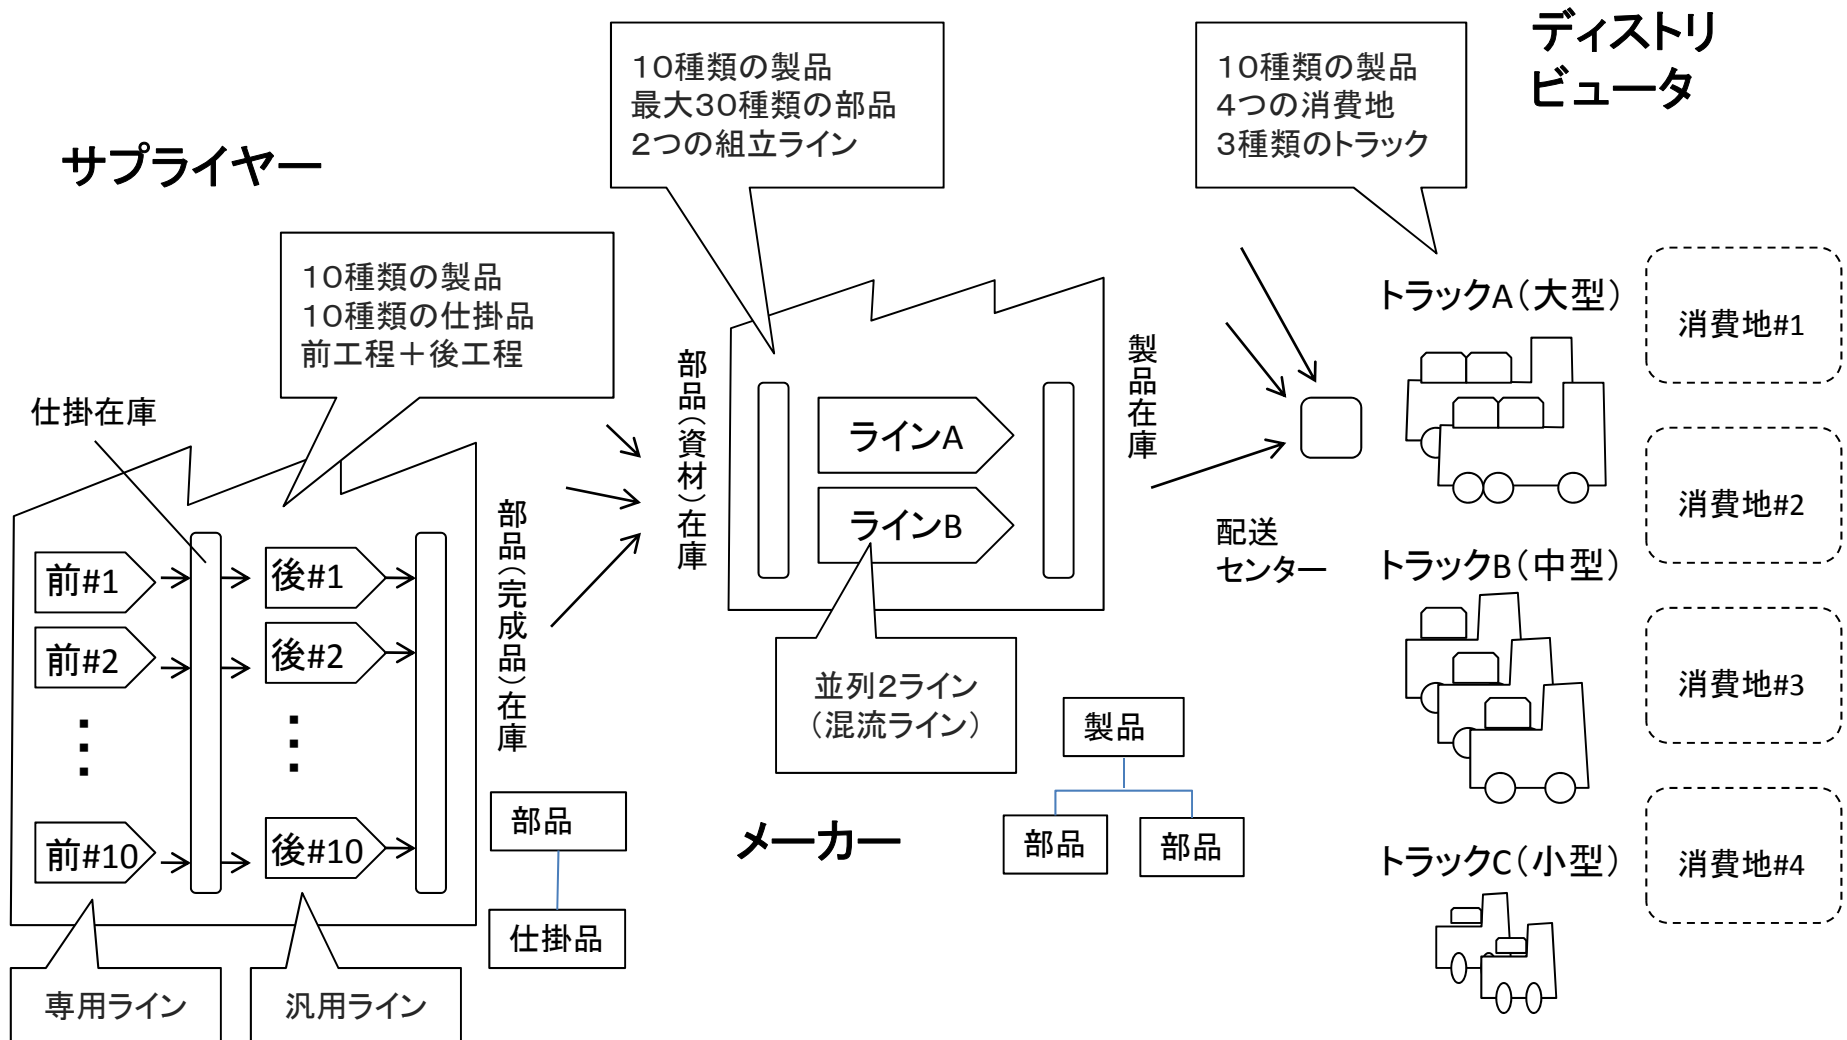 サプライヤー
10種類の製品
10種類の仕掛品
前工程＋後工程
仕掛在庫
前#1
前#2
前#10
後#1
後#2
後#10
専用ライン
汎用ライン
部品（完成品）在庫
部品
仕掛品
10種類の製品
最大30種類の部品
2つの組立ライン
部品（資材）在庫
ラインA
ラインB
製品在庫
並列2ライン
（混流ライン）
メーカー
製品
部品
部品
ディストリ
ビュータ
10種類の製品
4つの消費地
3種類のトラック
配送
センター
トラックA（大型）
トラックB（中型）
トラックC（小型）
消費地#1
消費地#2
消費地#3
消費地#4